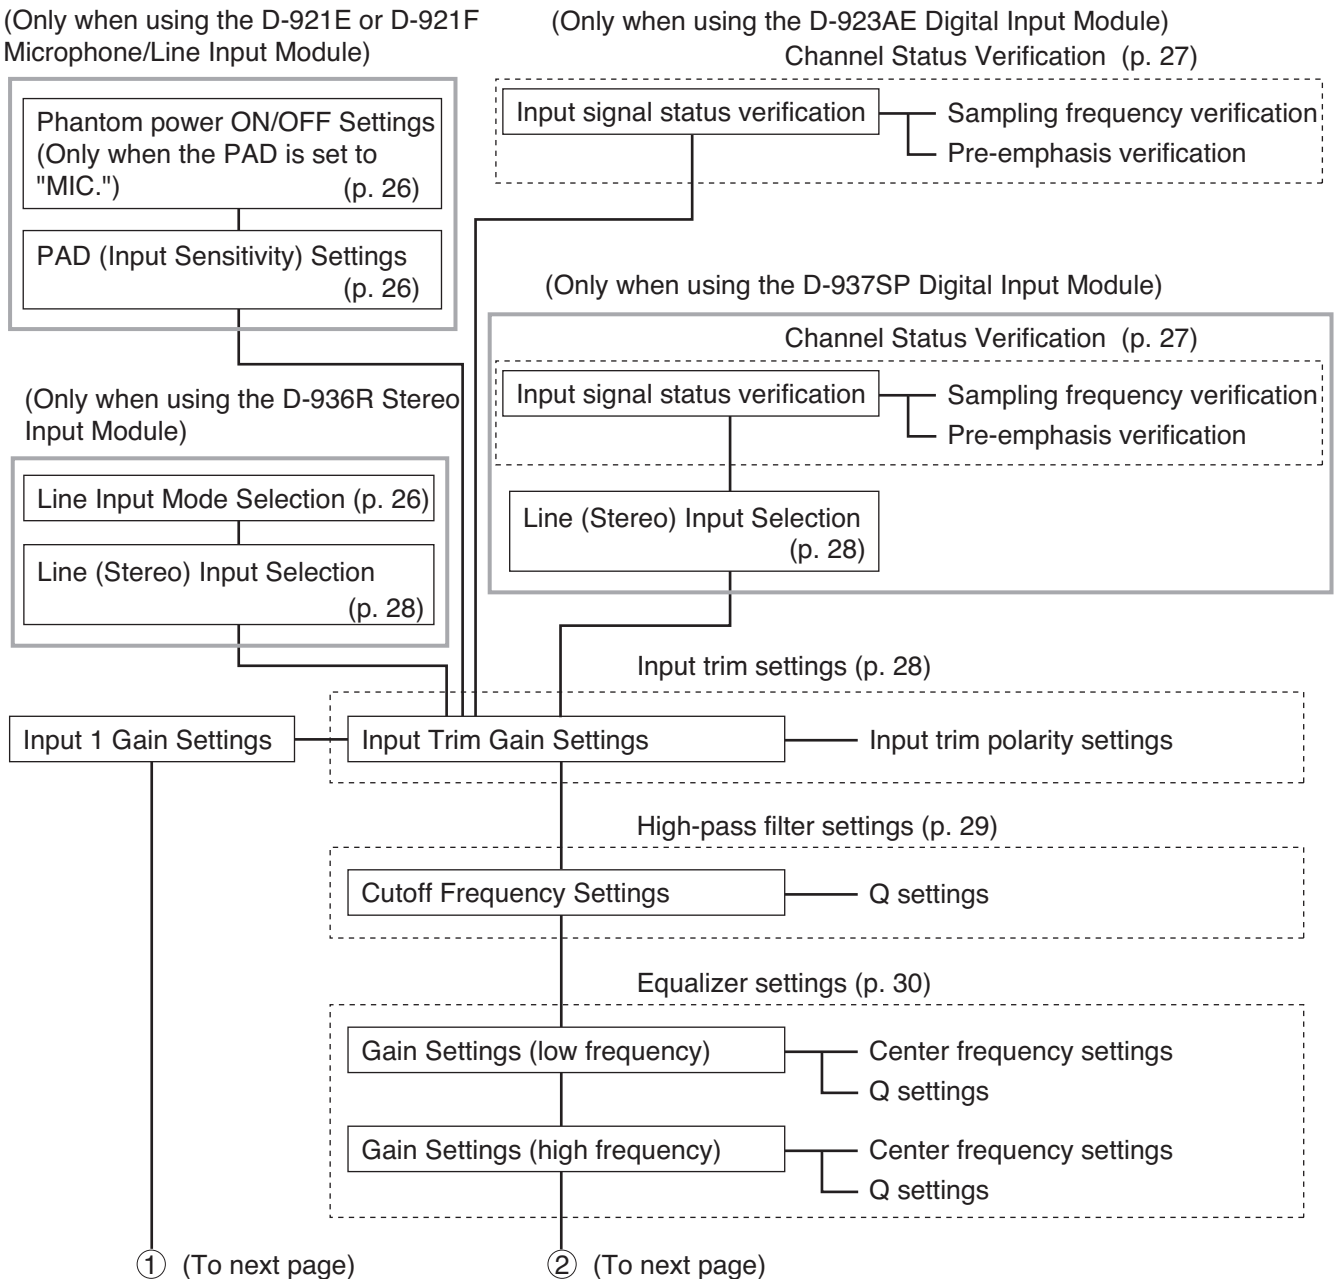 (Only when using the D-921E or D-921F
Microphone/Line Input Module)
Phantom power ON/OFF Settings
(Only when the PAD is set to
"MIC.") (p. 26)
PAD (Input Sensitivity) Settings
(p. 26)
(Only when using the D-923AE Digital Input Module)
Channel Status Verification (p. 27)
Input signal status verification
Sampling frequency verification
Pre-emphasis verification
(Only when using the D-937SP Digital Input Module)
Channel Status Verification (p. 27)
Input signal status verification
Sampling frequency verification
Pre-emphasis verification
Line (Stereo) Input Selection
(p. 28)
(Only when using the D-936R Stereo
Input Module)
Line Input Mode Selection (p. 26)
Line (Stereo) Input Selection
(p. 28)
Input trim settings (p. 28)
Input 1 Gain Settings
Input Trim Gain Settings
Input trim polarity settings
High-pass filter settings (p. 29)
Cutoff Frequency Settings
Q settings
Equalizer settings (p. 30)
Gain Settings (low frequency)
Center frequency settings
Q settings
Gain Settings (high frequency)
Center frequency settings
Q settings
① (To next page)
② (To next page)